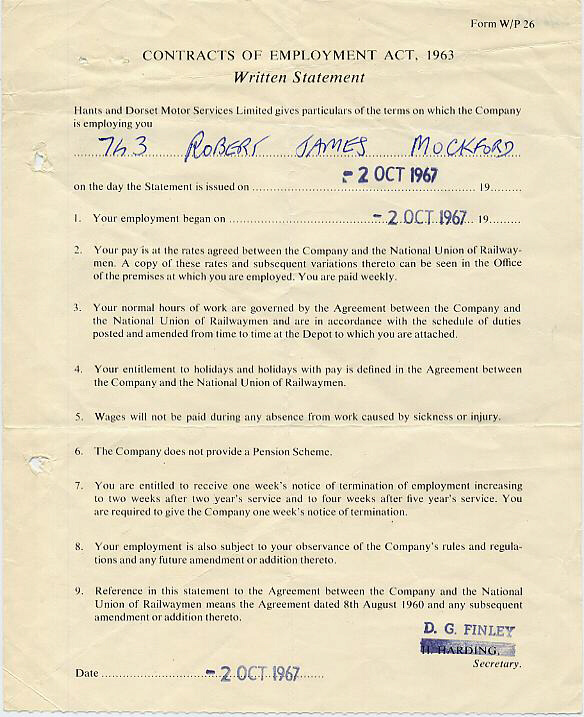 Form W/P 26
CONTRACTS OF EMPLOYMENT ACT, 1963
Written Statement
Hants and Dorset Motor Services Limited gives particulars of the terms on which the Company
is employing you
743 ROBERT JAMES MOCKFORD
on the day the Statement is issued on - 2 OCT 1967 19
1. Your employment began on - 2 OCT 1967 19
2. Your pay is at the rates agreed between the Company and the National Union of Railway-
men. A copy of these rates and subsequent variations thereto can be seen in the Office
of the premises at which you are employed. You are paid weekly.
3. Your normal hours of work are governed by the Agreement between the Company and
the National Union of Railwaymen and are in accordance with the schedule of duties
posted and amended from time to time at the Depot to which you are attached.
4. Your entitlement to holidays and holidays with pay is defined in the Agreement between
the Company and the National Union of Railwaymen.
5. Wages will not be paid during any absence from work caused by sickness or injury.
6. The Company does not provide a Pension Scheme.
7. You are entitled to receive one week's notice of termination of employment increasing
to two weeks after two year's service and to four weeks after five year's service. You
are required to give the Company one week's notice of termination.
8. Your employment is also subject to your observance of the Company's rules and regula-
tions and any future amendment or addition thereto.
9. Reference in this statement to the Agreement between the Company and the National
Union of Railwaymen means the Agreement dated 8th August 1960 and any subsequent
amendment or addition thereto.
D. G. FINLEY
H. HARDING,
Secretary.
Date - 2 OCT 1967